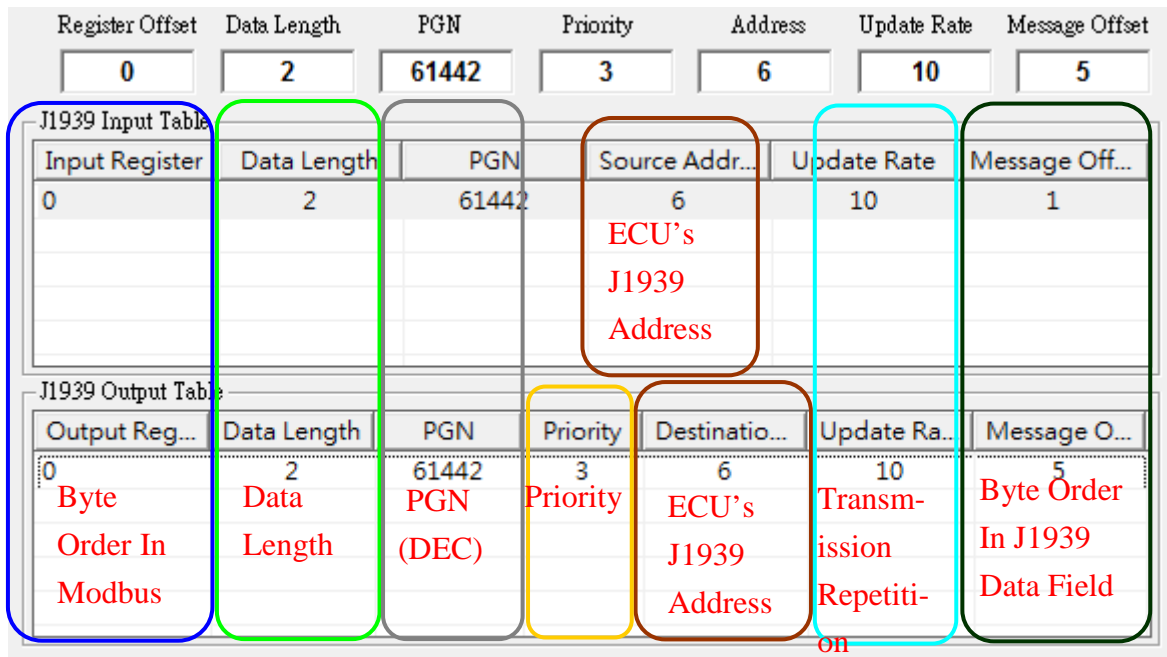 Register Offset Data Length PGN Priority Address Update Rate Message Offset
0 2 61442 3 6 10 5
J1939 Input Table
Input Register Data Length PGN Source Addr... Update Rate Message Off...
0 2 61442 6 10 1
ECU's
J1939
Address
J1939 Output Table
Output Reg... Data Length PGN Priority Destinatio... Update Ra... Message O...
0 2 61442 3 6 10 5
Byte
Order In
Modbus
Data
Length
PGN
(DEC)
Priority
ECU's
J1939
Address
Transm-
ission
Repetiti-
on
Byte Order
In J1939
Data Field